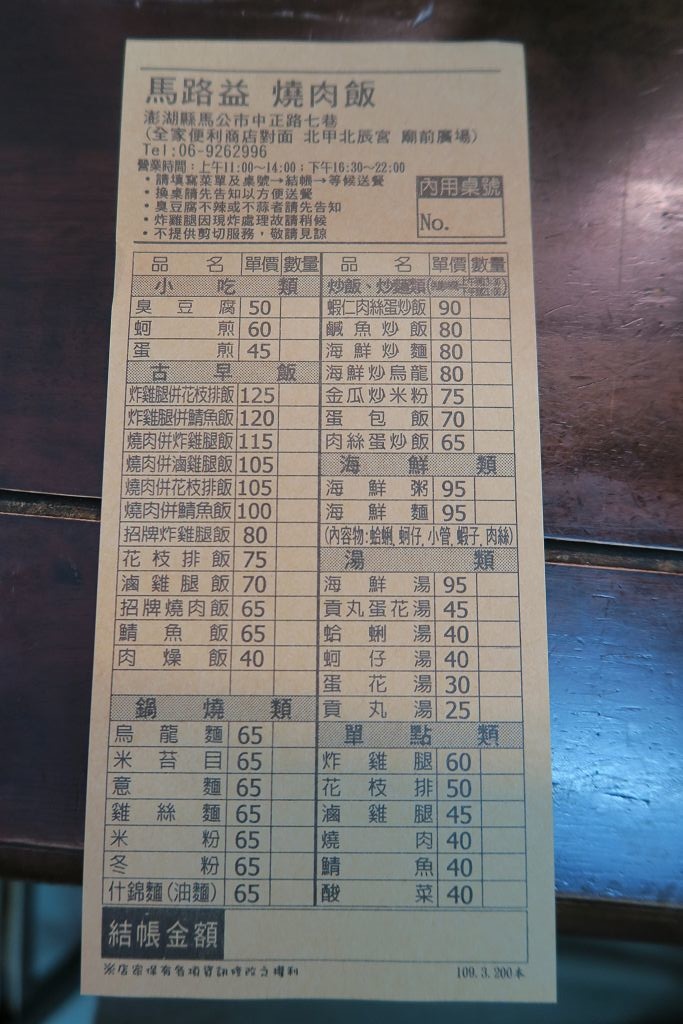 馬路益 燒肉飯
澎湖縣馬公市中正路七巷
(全家便利商店對面 北甲北辰宮 廟前廣場)
Tel:06-9262996
營業時間：上午11:00~14:00；下午16:30~22:00
・請填寫菜單及桌號→結帳→等候送餐
・換桌請先告知以方便送餐
・臭豆腐不辣或不蒜者請先告知
・炸雞腿因現炸處理故請稍候
・不提供剪切服務，敬請見諒
內用桌號
No.
品名 單價 數量
小吃類
臭豆腐 50
蚵煎 60
蛋煎 45
古早飯
炸雞腿併花枝排飯 125
炸雞腿併鯖魚飯 120
燒肉併炸雞腿飯 115
燒肉併滷雞腿飯 105
燒肉併花枝排飯 105
燒肉併鯖魚飯 100
招牌炸雞腿飯 80
花枝排飯 75
滷雞腿飯 70
招牌燒肉飯 65
鯖魚飯 65
肉燥飯 40
鍋燒類
烏龍麵 65
米苔目 65
意麵 65
雞絲麵 65
米粉 65
冬粉 65
什錦麵(油麵) 65
品名 單價 數量
炒飯、炒麵類
蝦仁肉絲蛋炒飯 90
鹹魚炒飯 80
海鮮炒麵 80
海鮮炒烏龍 80
金瓜炒米粉 75
蛋包飯 70
肉絲蛋炒飯 65
海鮮類
海鮮粥 95
海鮮麵 95
(內容物:蛤蜊, 蚵仔, 小管, 蝦子, 肉絲)
湯類
海鮮湯 95
貢丸蛋花湯 45
蛤蜊湯 40
蚵仔湯 40
蛋花湯 30
貢丸湯 25
單點類
炸雞腿 60
花枝排 50
滷雞腿 45
燒肉 40
鯖魚 40
酸菜 40
結帳金額
※店家保有各項資訊修改之權利
109.3.200本